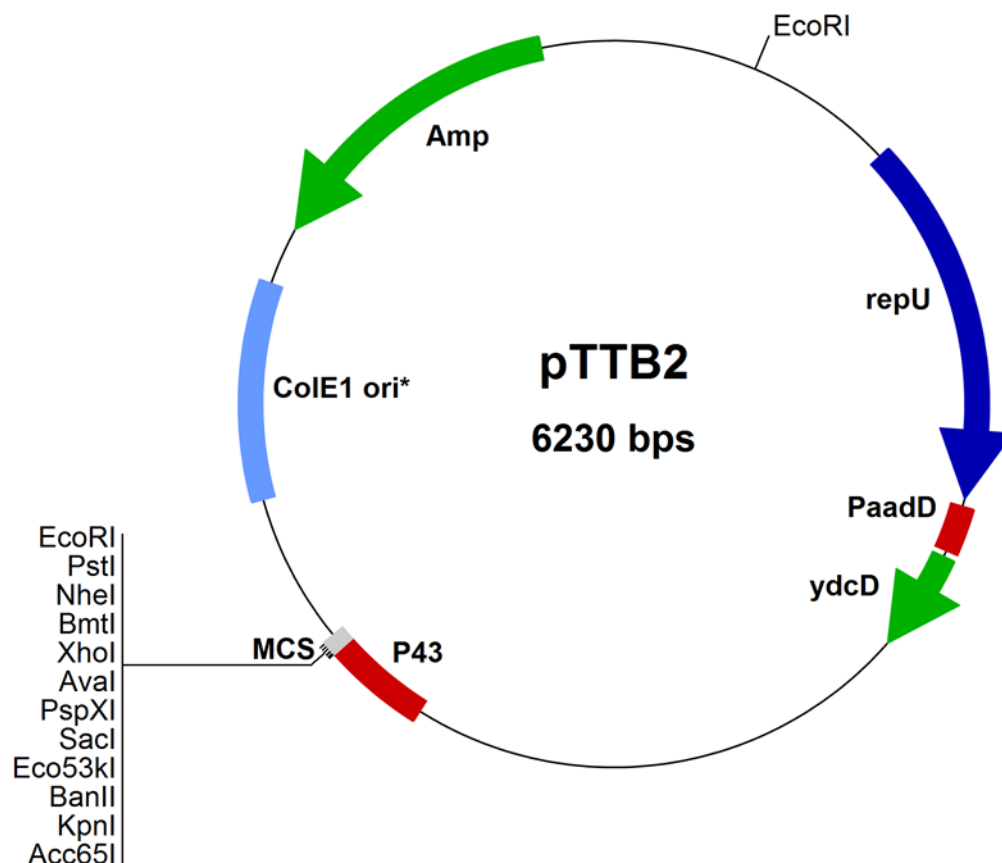 EcoRI
Amp
repU
pTTB2
ColE1 ori*
6230 bps
PaadD
ydcD
MCS
P43
EcoRI
PstI
NheI
BmtI
XhoI
AvaI
PspXI
SacI
Eco53kI
BanII
KpnI
Acc65I